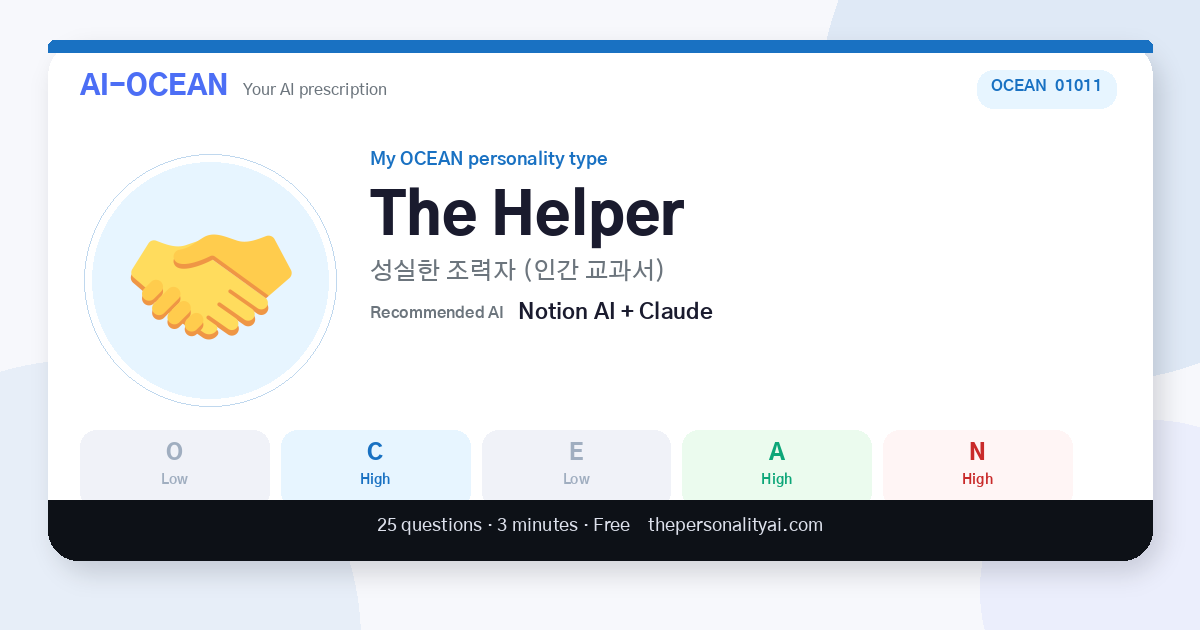 AI-OCEAN Your AI prescription
OCEAN 01011
My OCEAN personality type
The Helper
성실한 조력자 (인간 교과서)
Recommended AI Notion AI + Claude
O C E A N
Low High Low High High
25 questions · 3 minutes · Free thepersonalityai.com